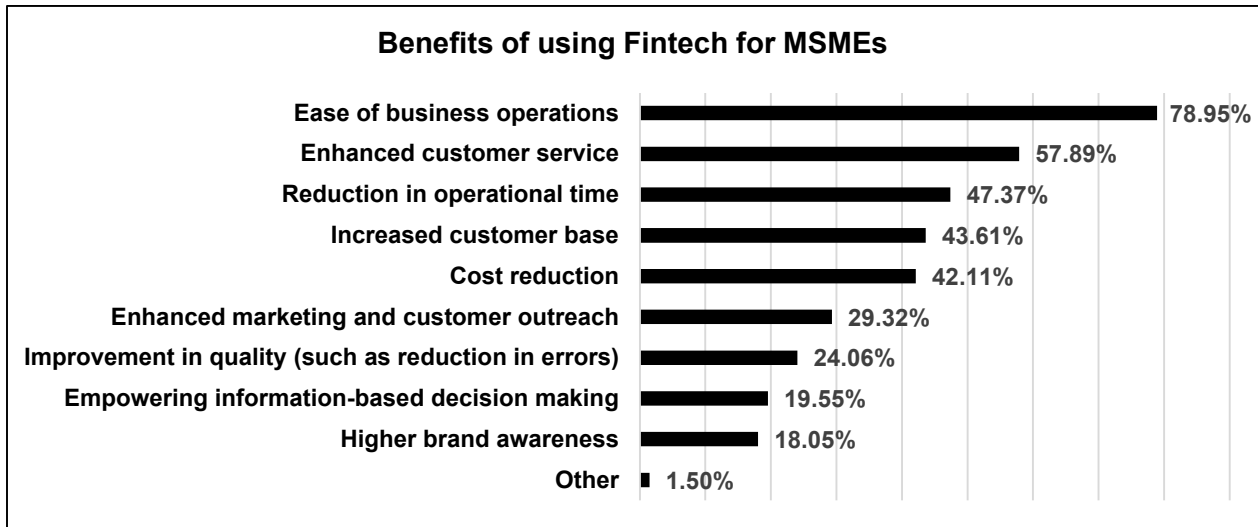 Benefits of using Fintech for MSMEs
Ease of business operations 78.95%
Enhanced customer service 57.89%
Reduction in operational time 47.37%
Increased customer base 43.61%
Cost reduction 42.11%
Enhanced marketing and customer outreach 29.32%
Improvement in quality (such as reduction in errors) 24.06%
Empowering information-based decision making 19.55%
Higher brand awareness 18.05%
Other 1.50%